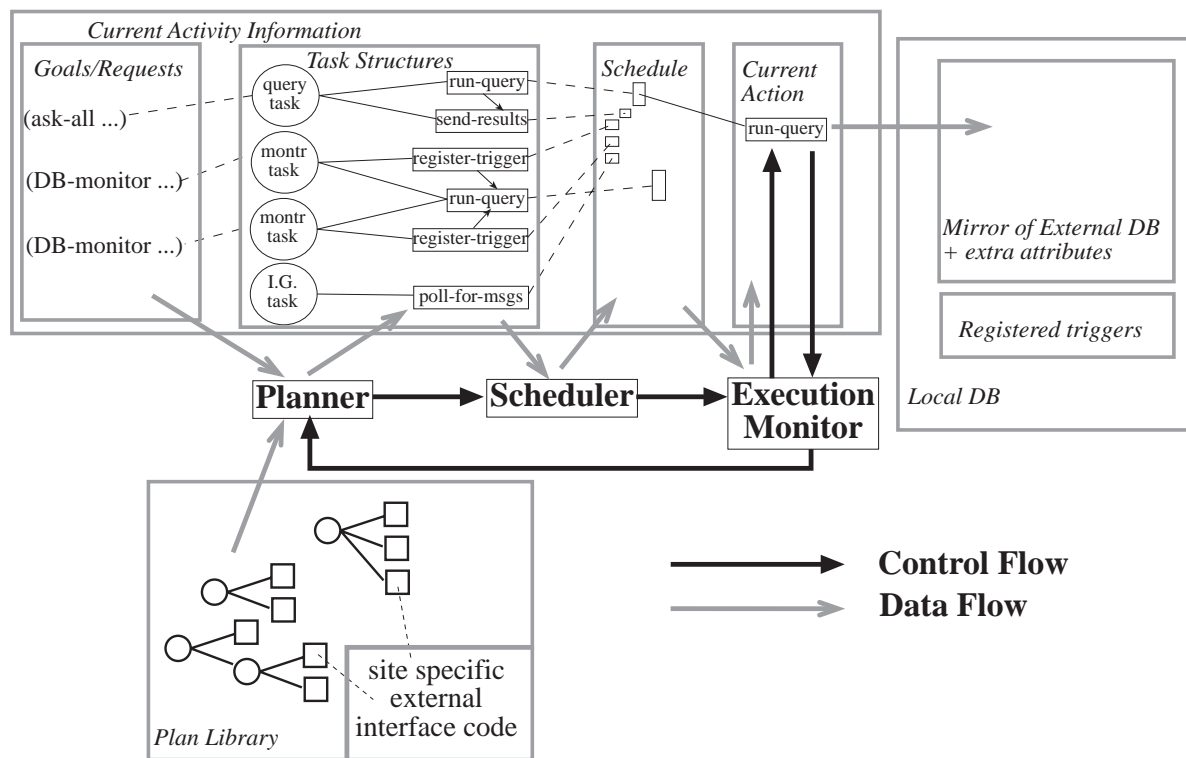 Current Activity Information
Goals/Requests
(ask-all ...)
(DB-monitor ...)
(DB-monitor ...)
Task Structures
query
task
montr
task
montr
task
I.G.
task
run-query
send-results
register-trigger
run-query
register-trigger
poll-for-msgs
Schedule
Current
Action
run-query
Mirror of External DB
+ extra attributes
Registered triggers
Local DB
Planner
Scheduler
Execution
Monitor
Control Flow
Data Flow
site specific
external
interface code
Plan Library